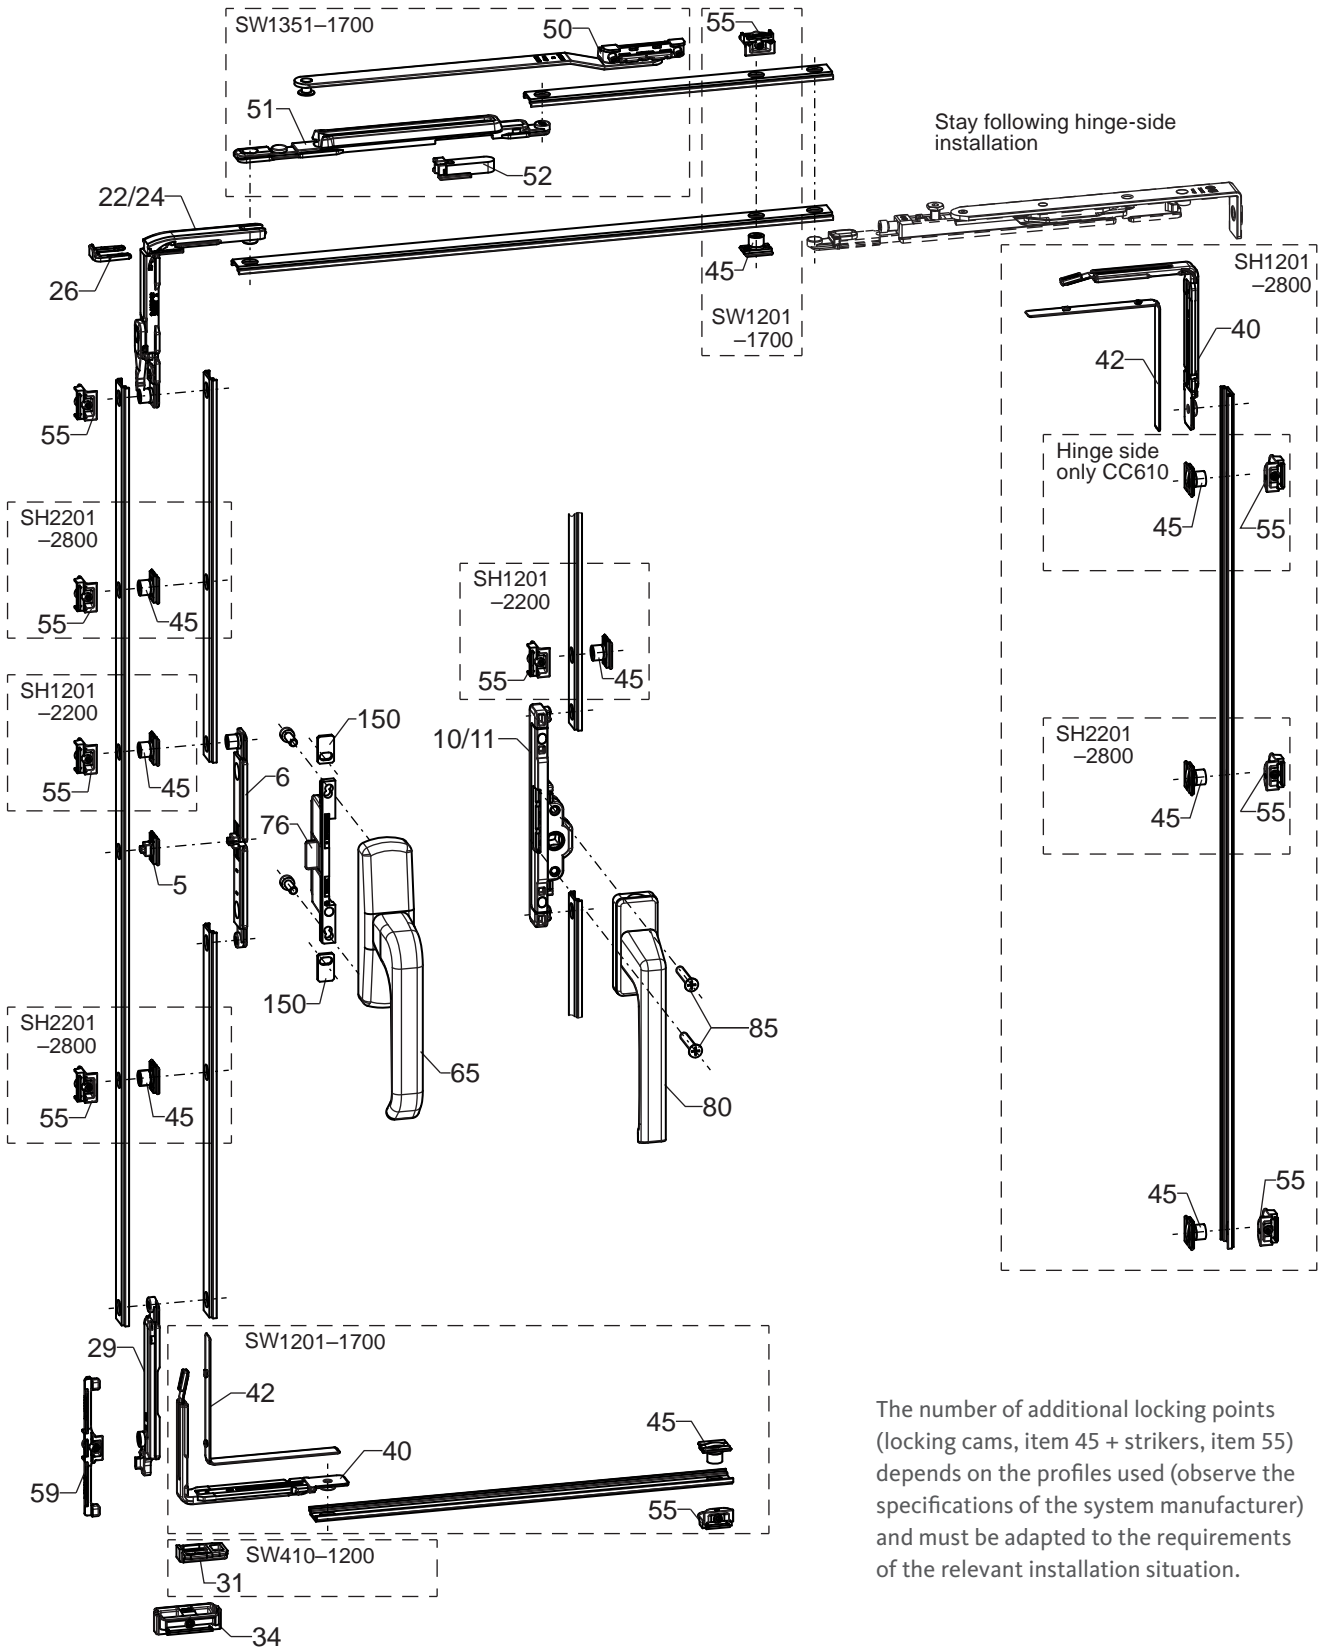 SW1351–1700
50
55
51
52
Stay following hinge-side
installation
22/24
26
45
SW1201
–1700
SH1201
–2800
40
42
55
Hinge side
only CC610
45
55
SH2201
–2800
55
45
SH1201
–2200
55
45
SH1201
–2200
55
45
150
10/11
6
76
5
150
65
SH2201
–2800
45
55
85
80
SH2201
–2800
55
45
45
55
29
SW1201–1700
42
45
40
59
55
SW410–1200
31
34
The number of additional locking points
(locking cams, item 45 + strikers, item 55)
depends on the profiles used (observe the
specifications of the system manufacturer)
and must be adapted to the requirements
of the relevant installation situation.